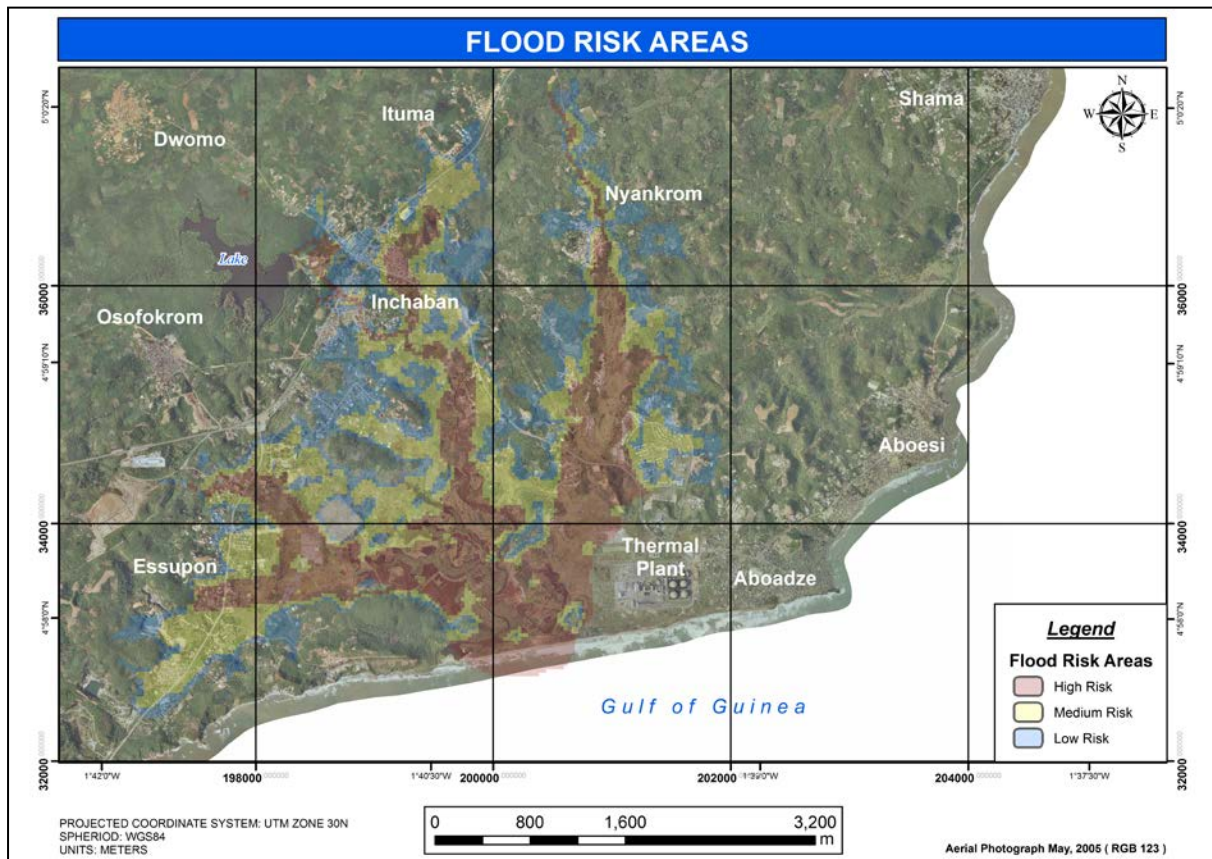 FLOOD RISK AREAS
N
W E
S
Shama
Ituma
Dwomo
Nyankrom
Lake
Inchaban
Osofokrom
Aboesi
Thermal
Plant
Essupon
Aboadze
Gulf of Guinea
Legend
Flood Risk Areas
High Risk
Medium Risk
Low Risk
5°0'20"N
36000
4°59'10"N
34000
4°58'0"N
32000
5°0'20"N
36000
4°59'10"N
34000
4°58'0"N
32000
1°42'0"W
198000
1°40'30"W
200000
202000
1°39'0"W
204000
1°37'30"W
0 800 1,600 3,200
m
PROJECTED COORDINATE SYSTEM: UTM ZONE 30N
SPHERIOD: WGS84
UNITS: METERS
Aerial Photograph May, 2005 ( RGB 123 )